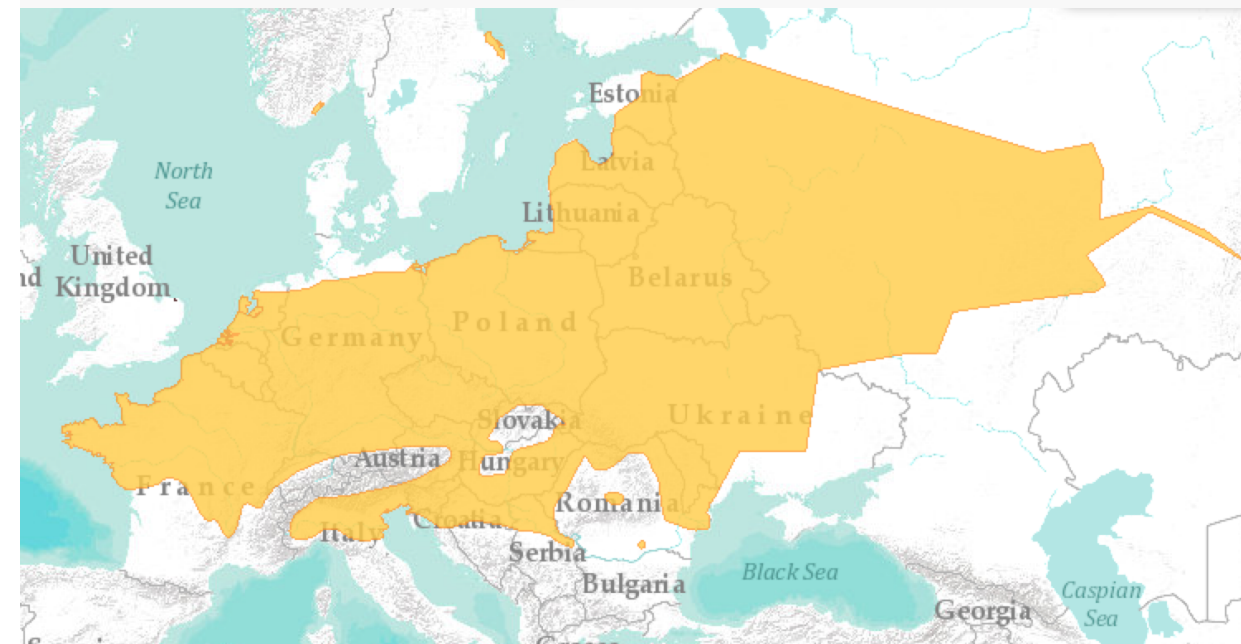 Estonia
North
Sea
Latvia
Lithuania
United
Kingdom
nd
Belarus
Poland
Germany
Slovakia
Ukraine
Austria
Hungary
France
Romania
Croatia
Italy
Serbia
Black Sea
Bulgaria
Caspian
Sea
Georgia